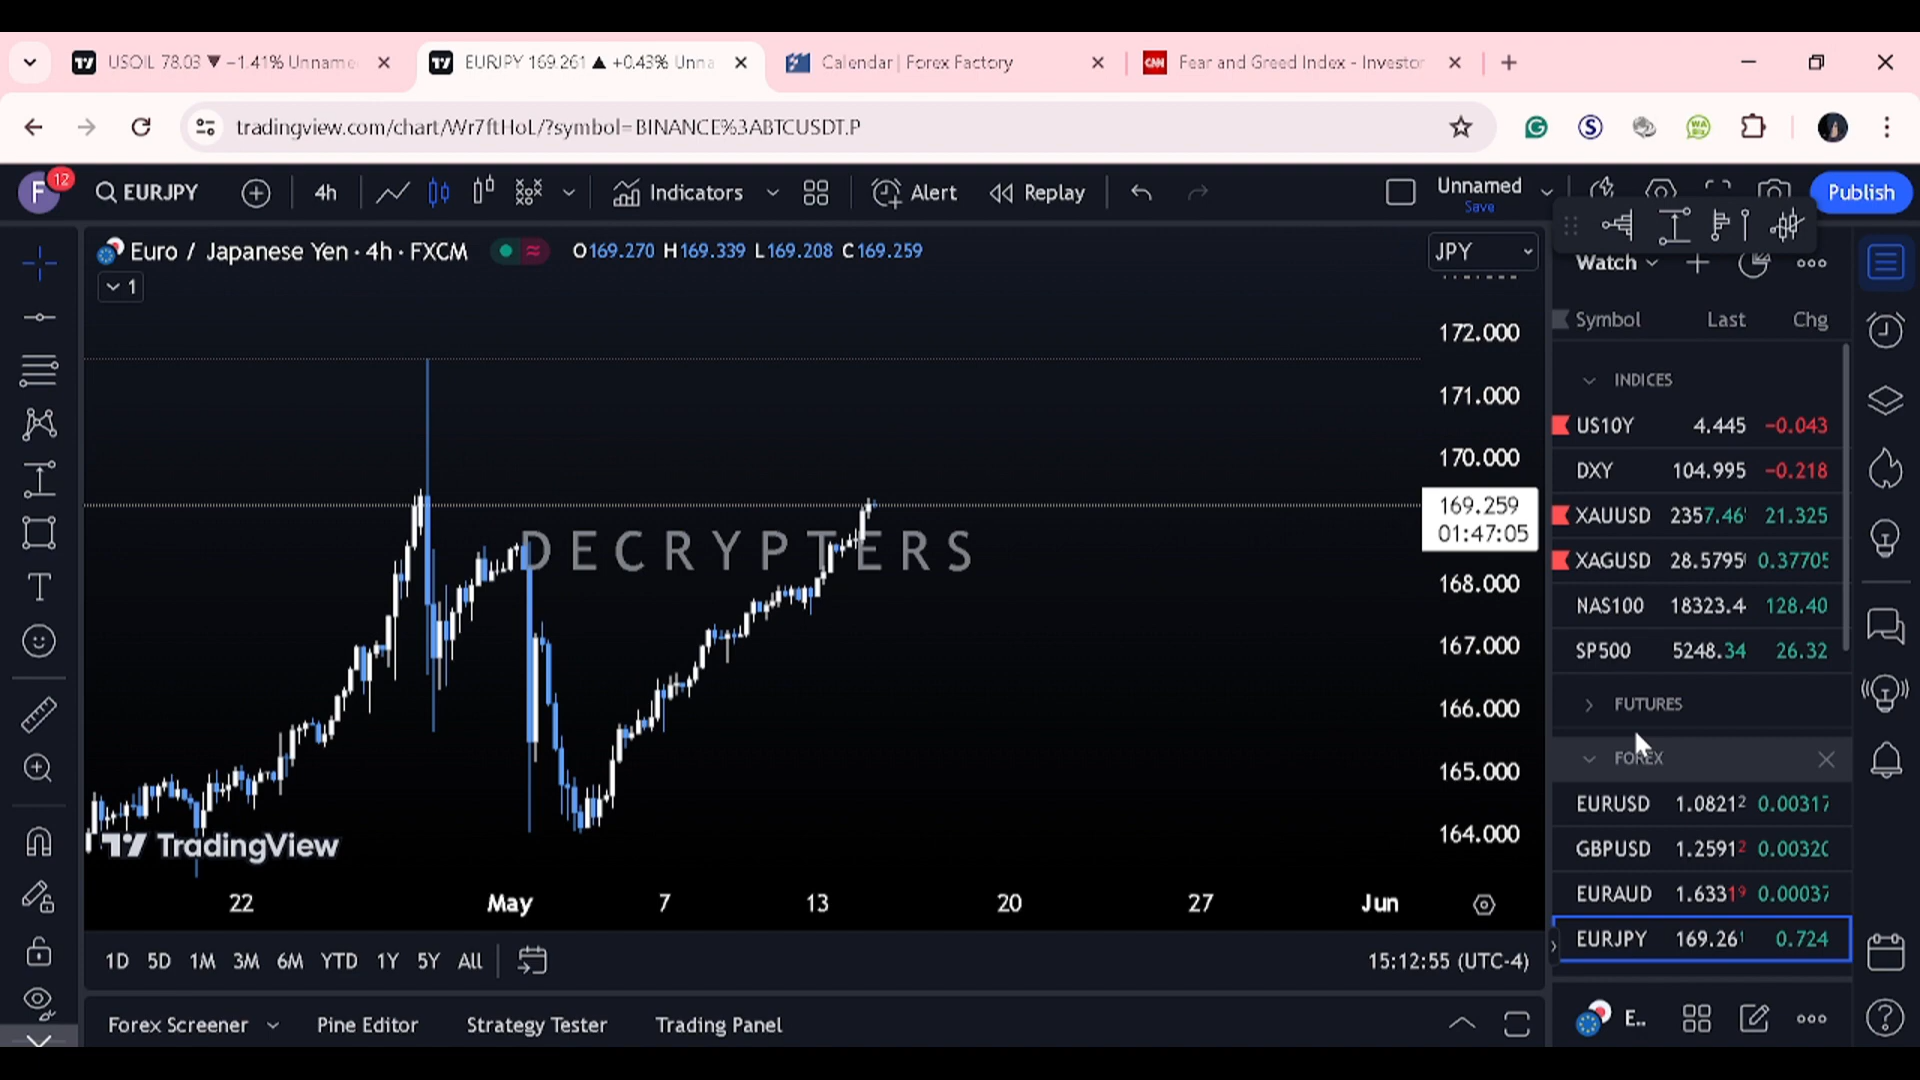 USOIL 78.03 ▼ −1.41% Unname
EURJPY 169.261 ▲ +0.43% Unna
Calendar | Forex Factory
CNN
Fear and Greed Index - Investor
tradingview.com/chart/Wr7ftHoL/?symbol=BINANCE%3ABTCUSDT.P
F
12
EURJPY
4h
Indicators
Alert
Replay
Unnamed
Save
Publish
Euro / Japanese Yen · 4h · FXCM
O169.270 H169.339 L169.208 C169.259
JPY
1
172.000
171.000
170.000
169.259
01:47:05
168.000
167.000
166.000
165.000
164.000
DECRYPTERS
TradingView
22
May
7
13
20
27
Jun
1D 5D 1M 3M 6M YTD 1Y 5Y All
15:12:55 (UTC-4)
Forex Screener
Pine Editor
Strategy Tester
Trading Panel
Watch
Symbol Last Chg
INDICES
US10Y 4.445 −0.043
DXY 104.995 −0.218
XAUUSD 2357.46 21.325
XAGUSD 28.5795 0.37705
NAS100 18323.4 128.40
SP500 5248.34 26.32
FUTURES
FOREX
EURUSD 1.08212 0.00317
GBPUSD 1.25912 0.00320
EURAUD 1.63319 0.00037
EURJPY 169.261 0.724
E..